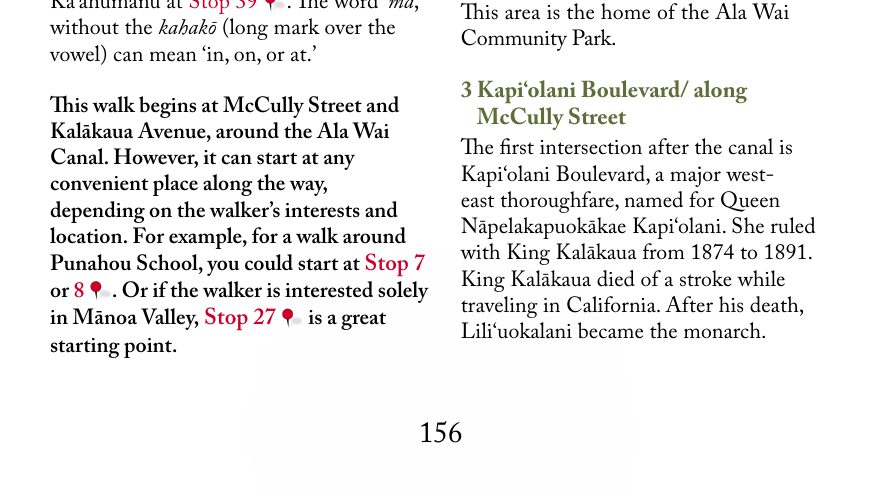 Kaʻahumanu at Stop 39 . The word ‘ma,’
without the kahakō (long mark over the
vowel) can mean ‘in, on, or at.’
This walk begins at McCully Street and
Kalākaua Avenue, around the Ala Wai
Canal. However, it can start at any
convenient place along the way,
depending on the walker’s interests and
location. For example, for a walk around
Punahou School, you could start at Stop 7
or 8 . Or if the walker is interested solely
in Mānoa Valley, Stop 27 is a great
starting point.
This area is the home of the Ala Wai
Community Park.
3 Kapiʻolani Boulevard/ along
McCully Street
The first intersection after the canal is
Kapiʻolani Boulevard, a major west-
east thoroughfare, named for Queen
Nāpelakapuokākae Kapiʻolani. She ruled
with King Kalākaua from 1874 to 1891.
King Kalākaua died of a stroke while
traveling in California. After his death,
Liliʻuokalani became the monarch.
156